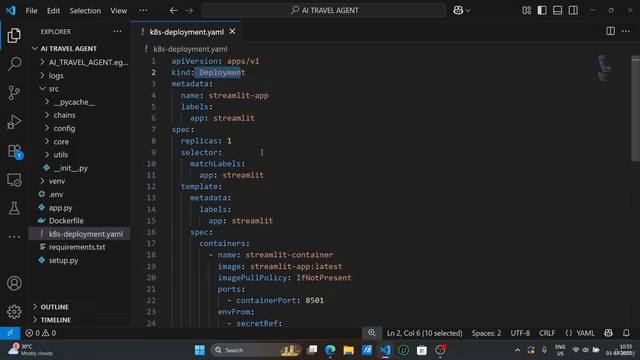 File Edit Selection View ···
AI TRAVEL AGENT
EXPLORER
AI TRAVEL AGENT
AI_TRAVEL_AGENT.eg...
logs
src
__pycache__
chains
config
core
utils
__init__.py
venv
.env
app.py
Dockerfile
k8s-deployment.yaml
requirements.txt
setup.py
OUTLINE
TIMELINE
k8s-deployment.yaml
k8s-deployment.yaml
1 apiVersion: apps/v1
2 kind: Deployment
3 metadata:
4 name: streamlit-app
5 labels:
6 app: streamlit
7 spec:
8 replicas: 1
9 selector:
10 matchLabels:
11 app: streamlit
12 template:
13 metadata:
14 labels:
15 app: streamlit
16 spec:
17 containers:
18 - name: streamlit-container
19 image: streamlit-app:latest
20 imagePullPolicy: IfNotPresent
21 ports:
22 - containerPort: 8501
23 envFrom:
24 - secretRef:
0 0 Ln 2, Col 6 (10 selected) Spaces: 2 UTF-8 CRLF YAML
30°C
Mostly cloudy
Search
ENG
10:55